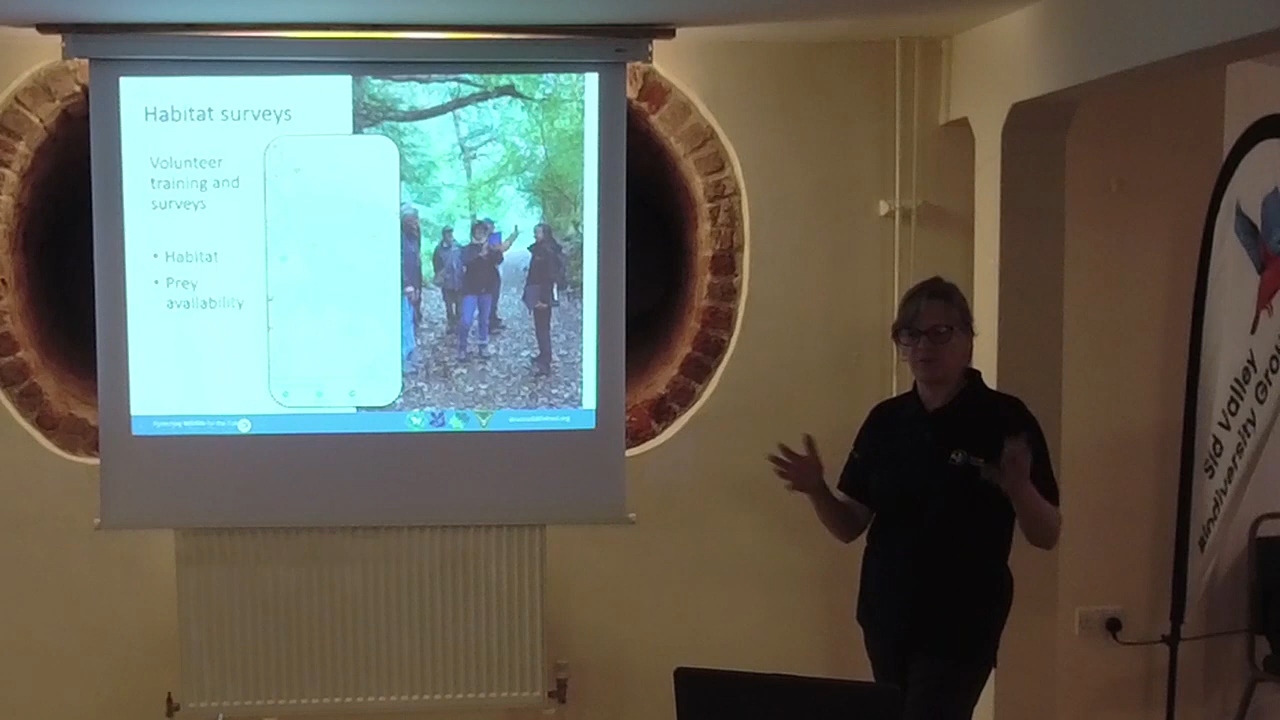 Habitat surveys
Volunteer
training and
surveys
• Habitat
• Prey
availability
Sid Valley
Biodiversity Gro